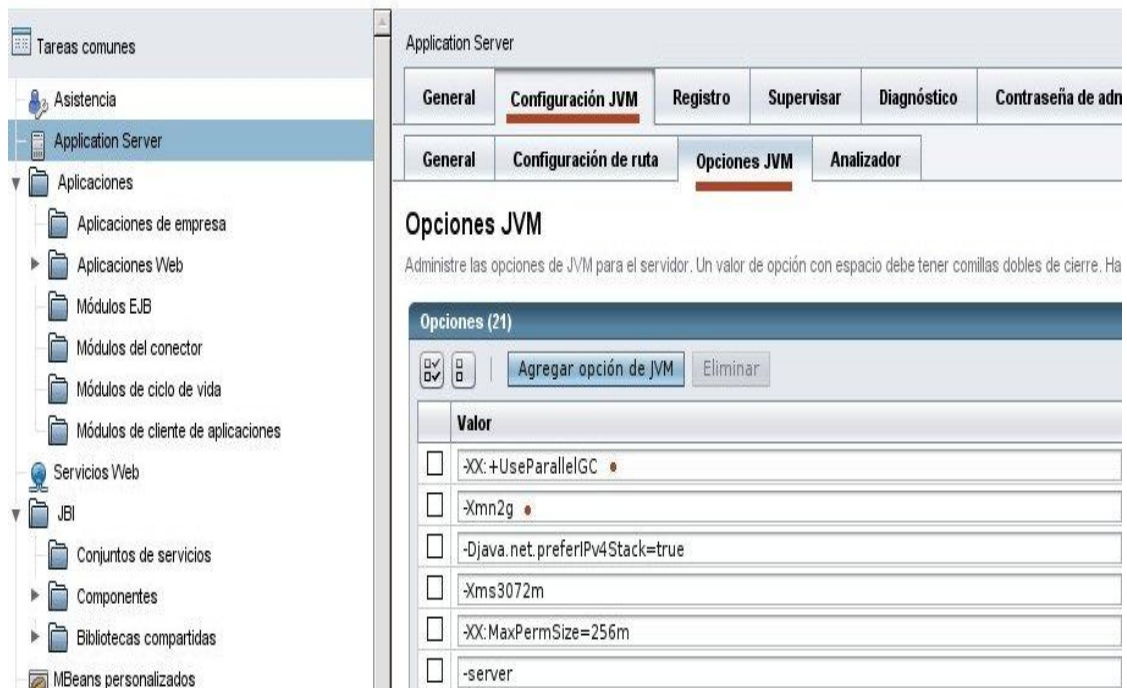 Tareas comunes
Asistencia
Application Server
Aplicaciones
Aplicaciones de empresa
Aplicaciones Web
Módulos EJB
Módulos del conector
Módulos de ciclo de vida
Módulos de cliente de aplicaciones
Servicios Web
JBI
Conjuntos de servicios
Componentes
Bibliotecas compartidas
MBeans personalizados
Application Server
General Configuración JVM Registro Supervisar Diagnóstico Contraseña de adm
General Configuración de ruta Opciones JVM Analizador
Opciones JVM
Administre las opciones de JVM para el servidor. Un valor de opción con espacio debe tener comillas dobles de cierre. Ha
Opciones (21)
Agregar opción de JVM Eliminar
Valor
-XX:+UseParallelGC
-Xmn2g
-Djava.net.preferIPv4Stack=true
-Xms3072m
-XX:MaxPermSize=256m
-server